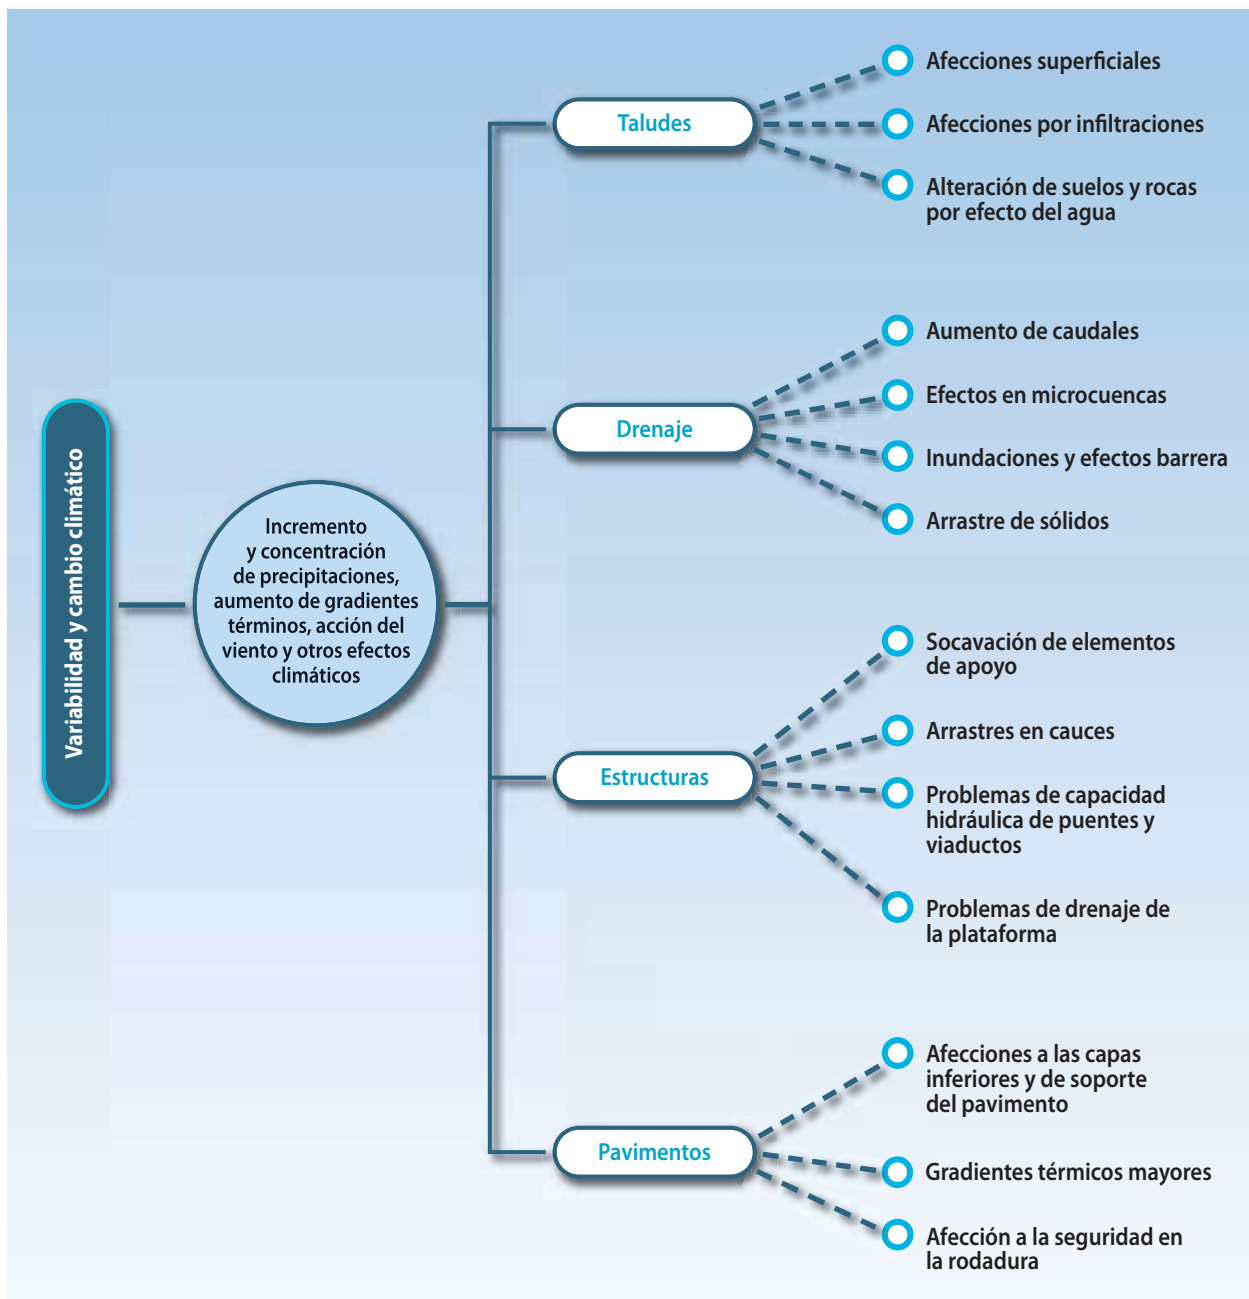 Variabilidad y cambio climático
Incremento
y concentración
de precipitaciones,
aumento de gradientes
términos, acción del
viento y otros efectos
climáticos
Taludes
Afecciones superficiales
Afecciones por infiltraciones
Alteración de suelos y rocas
por efecto del agua
Drenaje
Aumento de caudales
Efectos en microcuencas
Inundaciones y efectos barrera
Arrastre de sólidos
Estructuras
Socavación de elementos
de apoyo
Arrastres en cauces
Problemas de capacidad
hidráulica de puentes y
viaductos
Problemas de drenaje de
la plataforma
Pavimentos
Afecciones a las capas
inferiores y de soporte
del pavimento
Gradientes térmicos mayores
Afección a la seguridad en
la rodadura